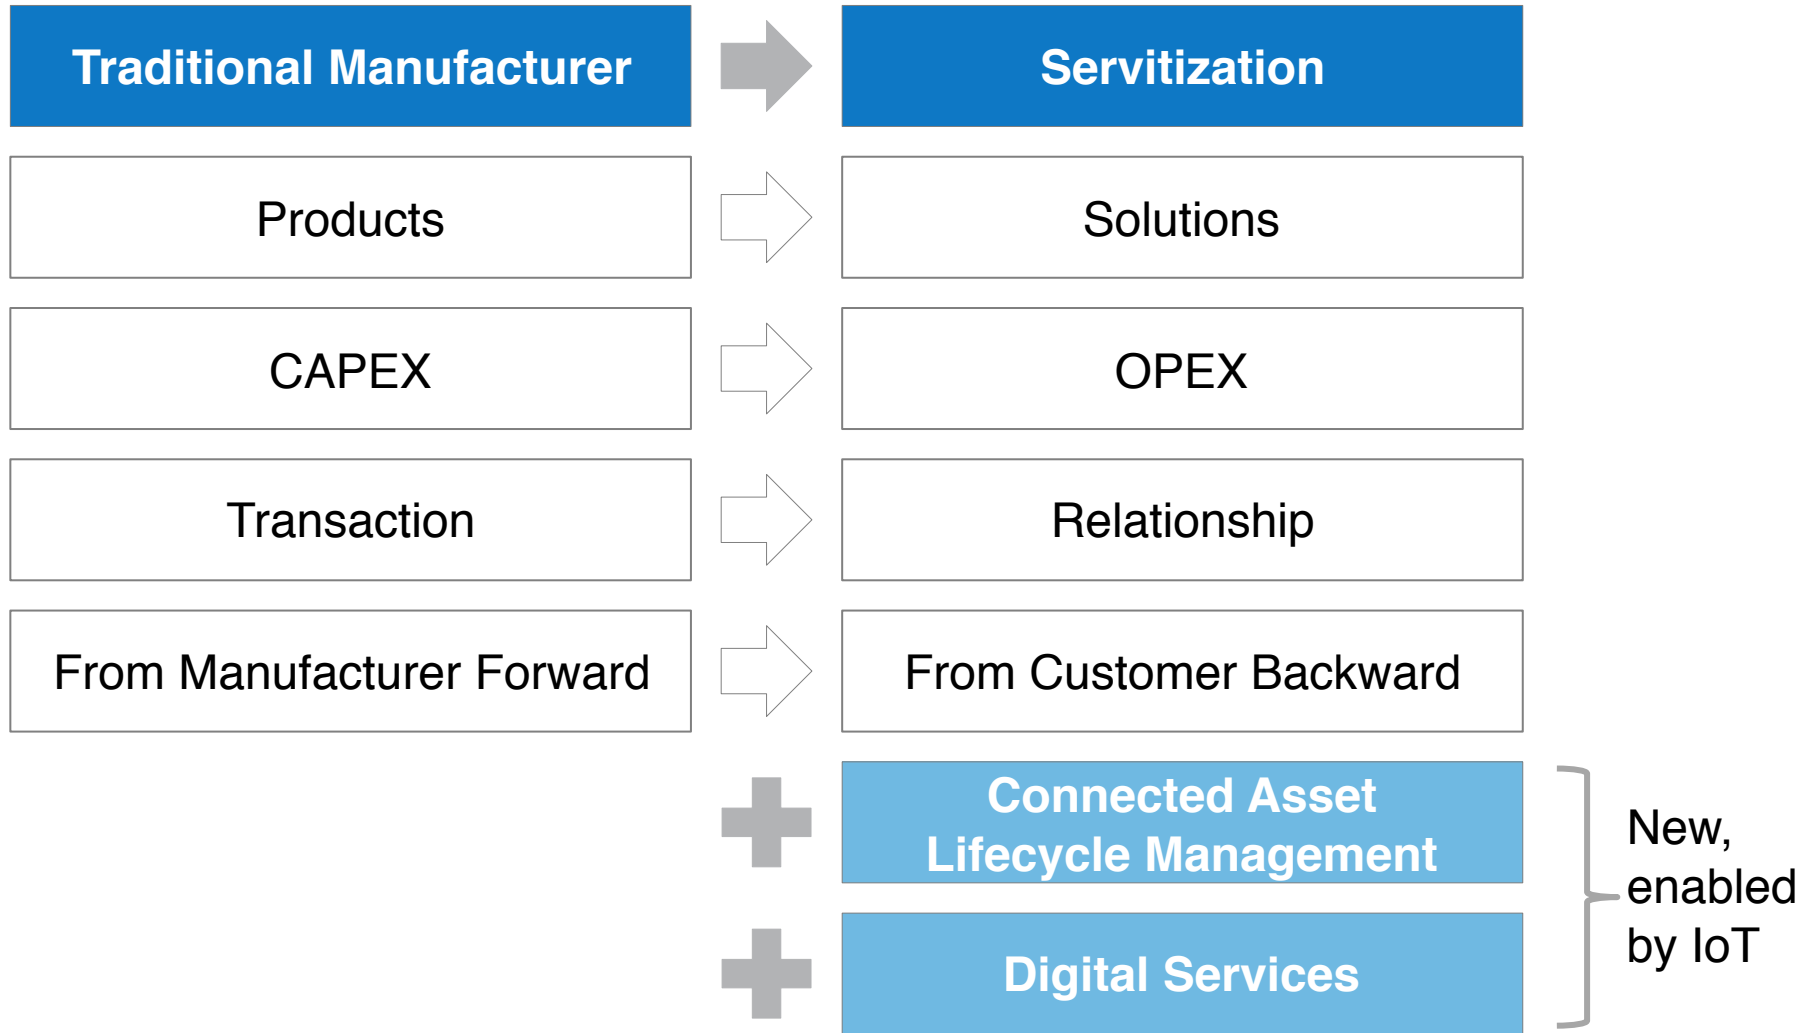 Traditional Manufacturer
Servitization
Products
Solutions
CAPEX
OPEX
Transaction
Relationship
From Manufacturer Forward
From Customer Backward
Connected Asset
Lifecycle Management
Digital Services
New,
enabled
by IoT